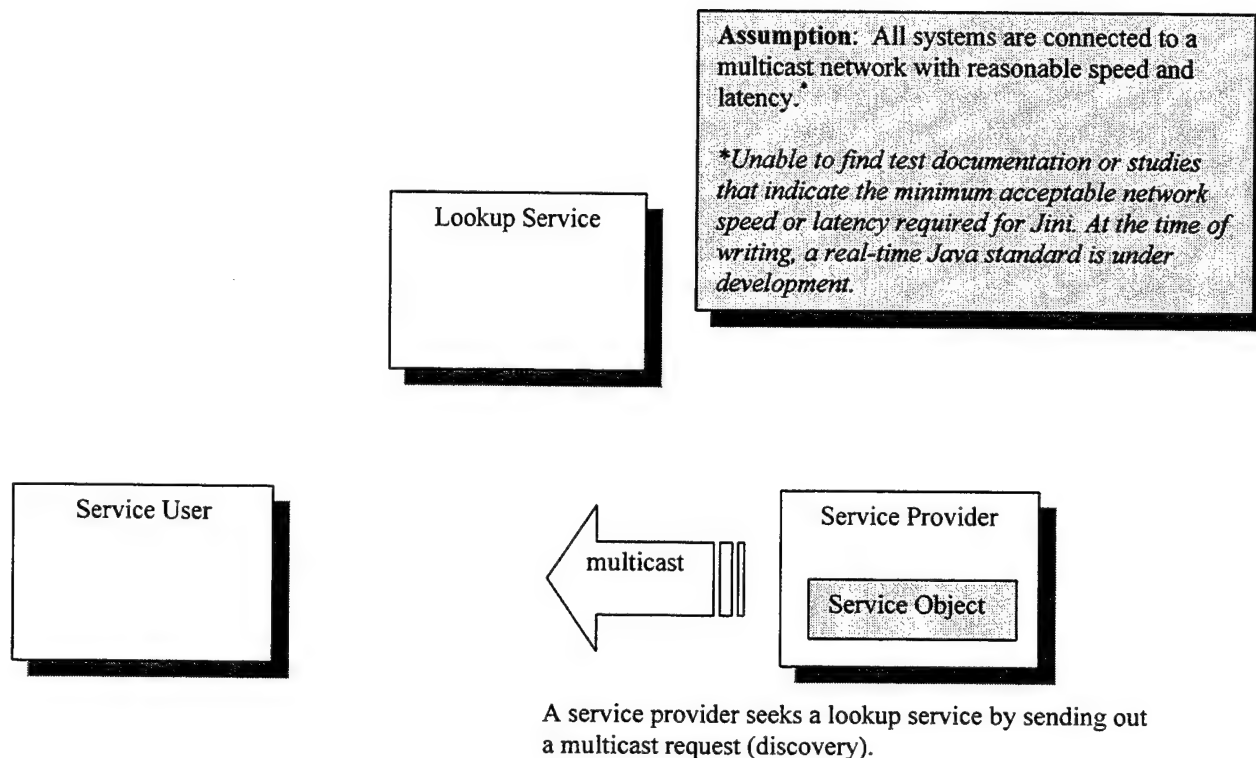 Assumption: All systems are connected to a
multicast network with reasonable speed and
latency.*
*Unable to find test documentation or studies
that indicate the minimum acceptable network
speed or latency required for Jini. At the time of
writing, a real-time Java standard is under
development.
Lookup Service
Service User
multicast
Service Provider
Service Object
A service provider seeks a lookup service by sending out
a multicast request (discovery).